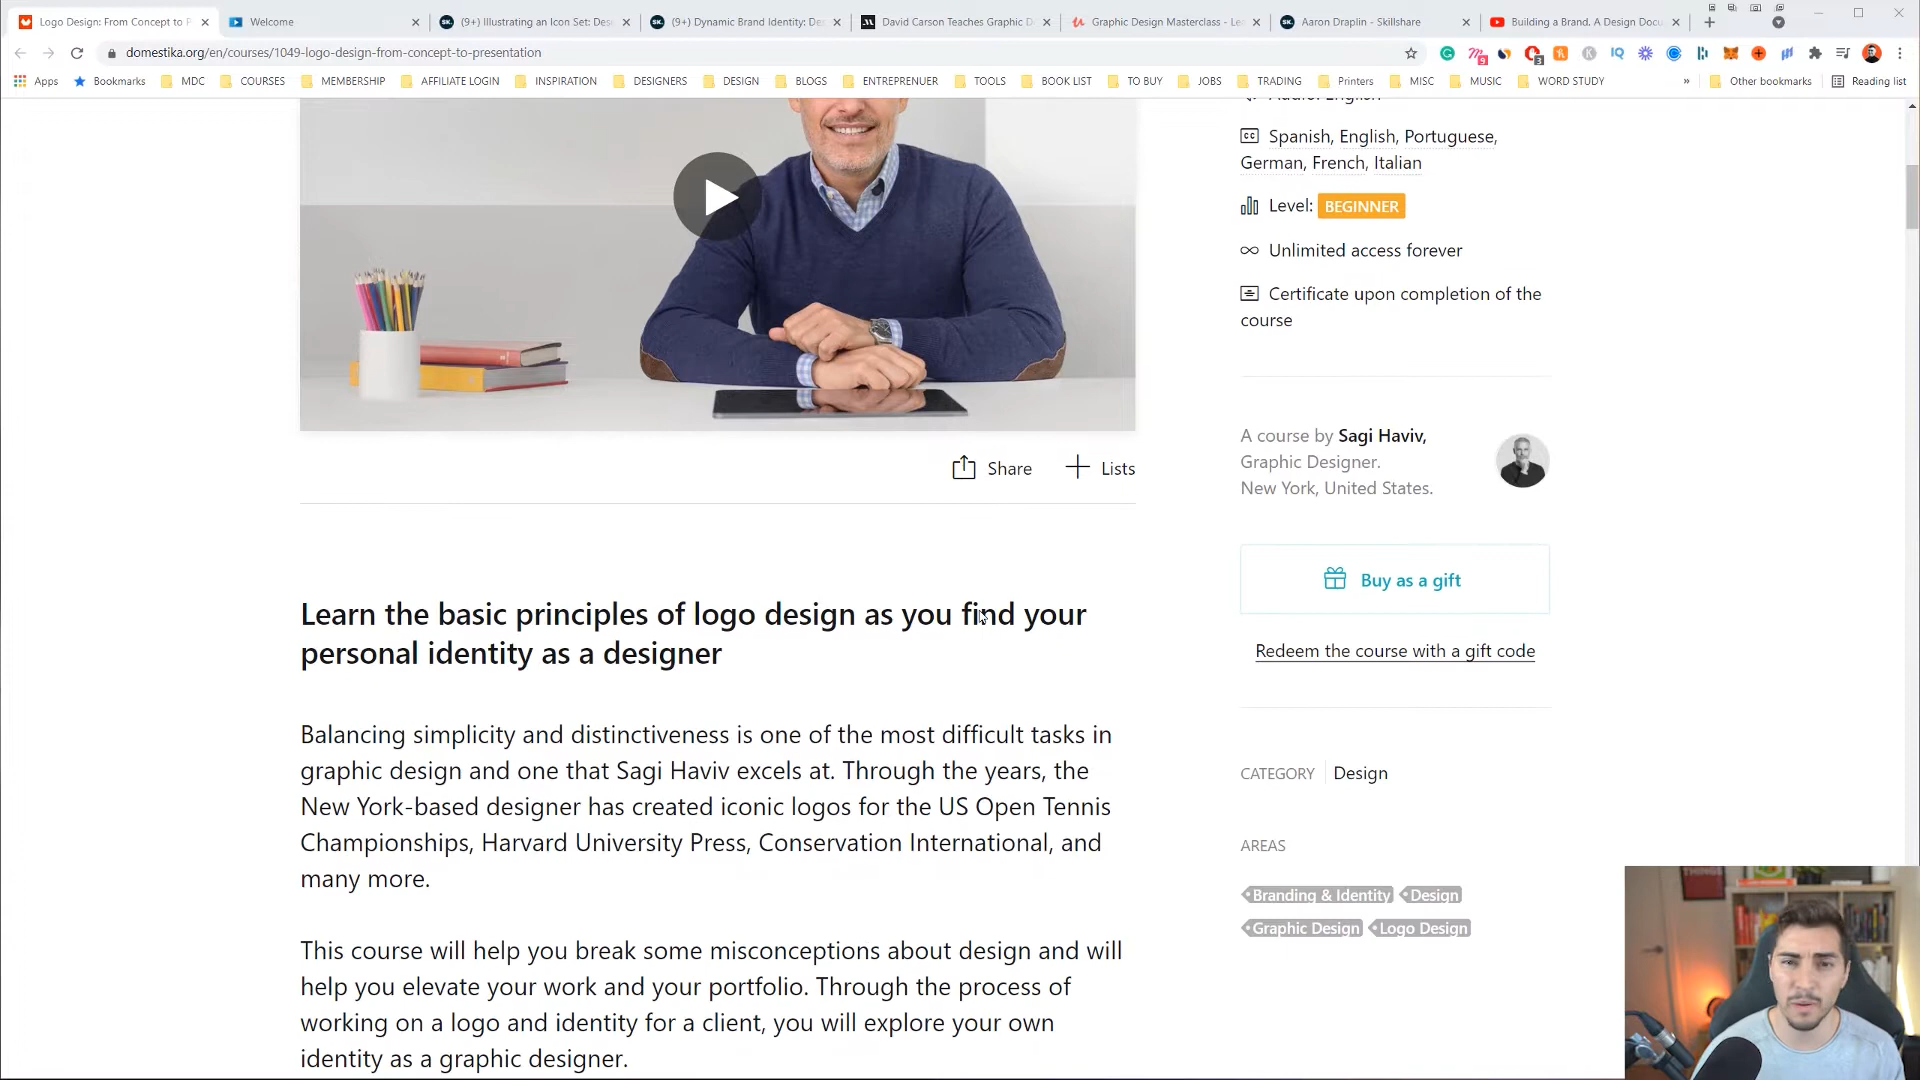 Logo Design: From Concept to P
Welcome
(9+) Illustrating an Icon Set: Desi
(9+) Dynamic Brand Identity: De
David Carson Teaches Graphic D
Graphic Design Masterclass - Le
Aaron Draplin - Skillshare
Building a Brand. A Design Docu
domestika.org/en/courses/1049-logo-design-from-concept-to-presentation
Apps
Bookmarks
MDC
COURSES
MEMBERSHIP
AFFILIATE LOGIN
INSPIRATION
DESIGNERS
DESIGN
BLOGS
ENTREPRENUER
TOOLS
BOOK LIST
TO BUY
JOBS
TRADING
Printers
MISC
MUSIC
WORD STUDY
»
Other bookmarks
Reading list
Audio: English
Spanish, English, Portuguese,
German, French, Italian
Level: BEGINNER
Unlimited access forever
Certificate upon completion of the
course
A course by Sagi Haviv,
Graphic Designer.
New York, United States.
Share
Lists
Buy as a gift
Redeem the course with a gift code
Learn the basic principles of logo design as you find your
personal identity as a designer
Balancing simplicity and distinctiveness is one of the most difficult tasks in
graphic design and one that Sagi Haviv excels at. Through the years, the
New York-based designer has created iconic logos for the US Open Tennis
Championships, Harvard University Press, Conservation International, and
many more.
This course will help you break some misconceptions about design and will
help you elevate your work and your portfolio. Through the process of
working on a logo and identity for a client, you will explore your own
identity as a graphic designer.
CATEGORY
Design
AREAS
Branding & Identity
Design
Graphic Design
Logo Design